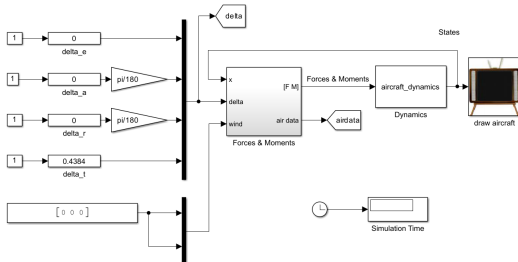 delta
States
1
0
delta_e
1
0
pi/180
delta_a
x
[F M]
Forces & Moments
aircraft_dynamics
Dynamics
draw aircraft
delta
1
0
pi/180
delta_r
wind
air data
airdata
Forces & Moments
1
0.4384
delta_t
[0 0 0]
Simulation Time